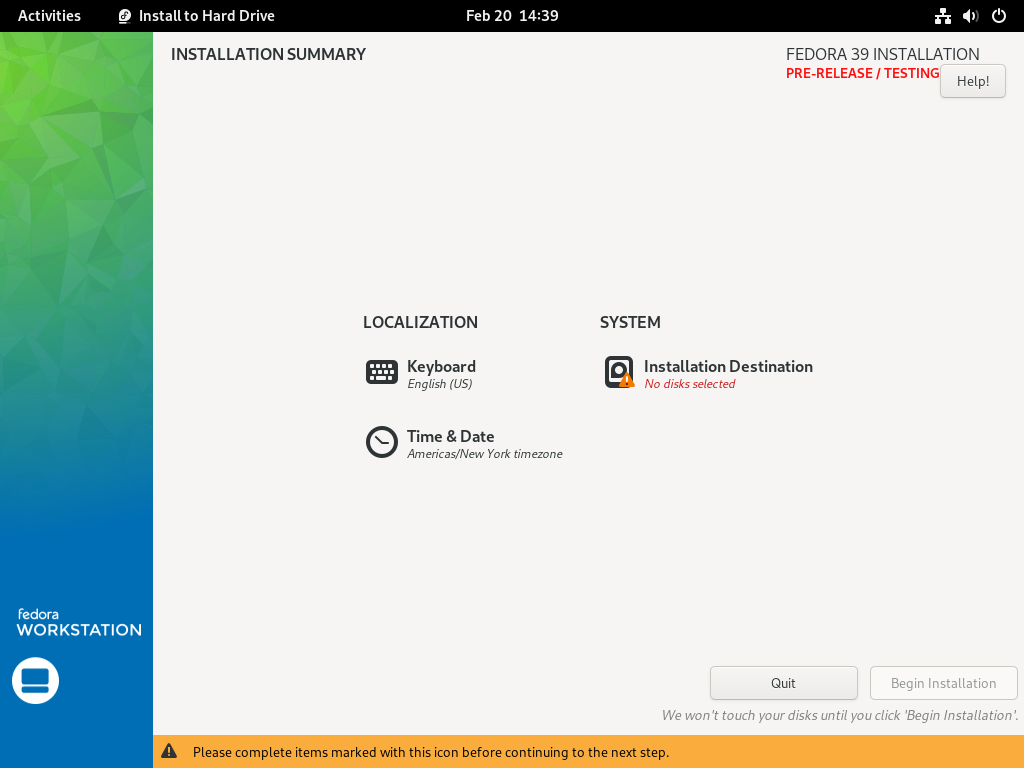 Activities Install to Hard Drive Feb 20 14:39
INSTALLATION SUMMARY
FEDORA 39 INSTALLATION
PRE-RELEASE / TESTING
Help!
LOCALIZATION
Keyboard
English (US)
Time & Date
Americas/New York timezone
SYSTEM
Installation Destination
No disks selected
fedora
WORKSTATION
Quit
Begin Installation
We won't touch your disks until you click 'Begin Installation'.
Please complete items marked with this icon before continuing to the next step.